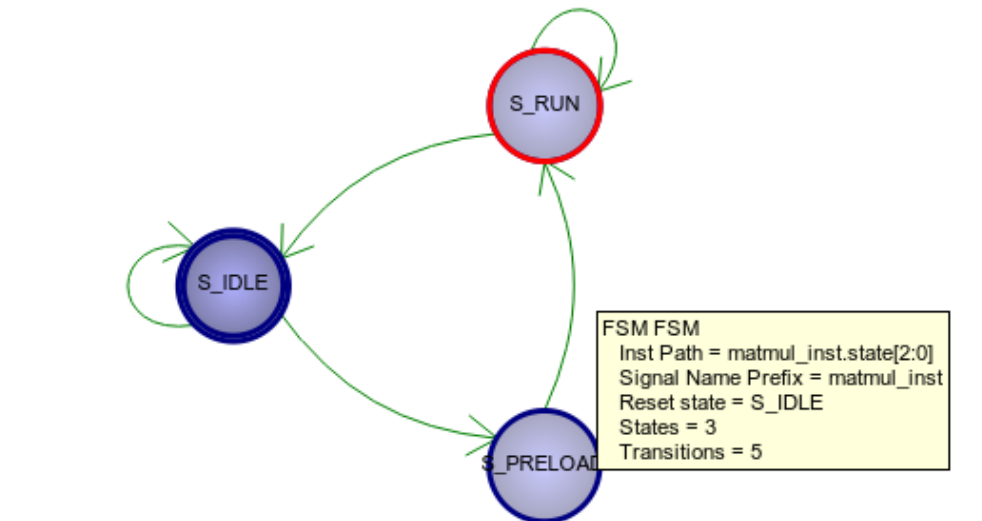 S_RUN
S_IDLE
S_PRELOAD
FSM FSM
Inst Path = matmul_inst.state[2:0]
Signal Name Prefix = matmul_inst
Reset state = S_IDLE
States = 3
Transitions = 5